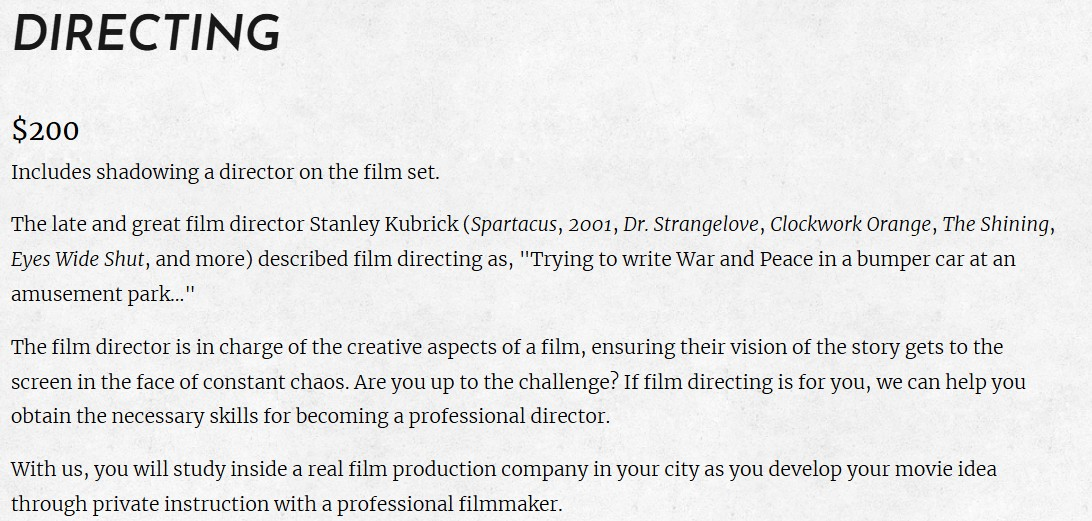 DIRECTING
$200
Includes shadowing a director on the film set.
The late and great film director Stanley Kubrick (Spartacus, 2001, Dr. Strangelove, Clockwork Orange, The Shining,
Eyes Wide Shut, and more) described film directing as, "Trying to write War and Peace in a bumper car at an
amusement park..."
The film director is in charge of the creative aspects of a film, ensuring their vision of the story gets to the
screen in the face of constant chaos. Are you up to the challenge? If film directing is for you, we can help you
obtain the necessary skills for becoming a professional director.
With us, you will study inside a real film production company in your city as you develop your movie idea
through private instruction with a professional filmmaker.